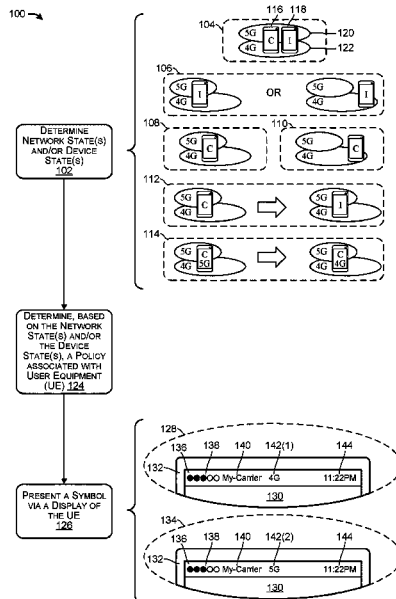 100
116
118
104
5G
C
I
120
4G
122
106
5G
I
4G
OR
5G
4G
I
108
5G
C
4G
110
5G
4G
C
DETERMINE
NETWORK STATE(S)
AND/OR DEVICE
STATE(S)
102
112
5G
C
4G
5G
I
4G
114
5G
C
4G
5G
5G
C
4G
4G
DETERMINE, BASED
ON THE NETWORK
STATE(S) AND/OR
THE DEVICE
STATE(S), A POLICY
ASSOCIATED WITH
USER EQUIPMENT
(UE) 124
128
136
138
140
142(1)
144
132
My-Carrier 4G 11:22PM
130
PRESENT A SYMBOL
VIA A DISPLAY OF
THE UE
126
134
136
138
140
142(2)
144
132
My-Carrier 5G 11:22PM
130